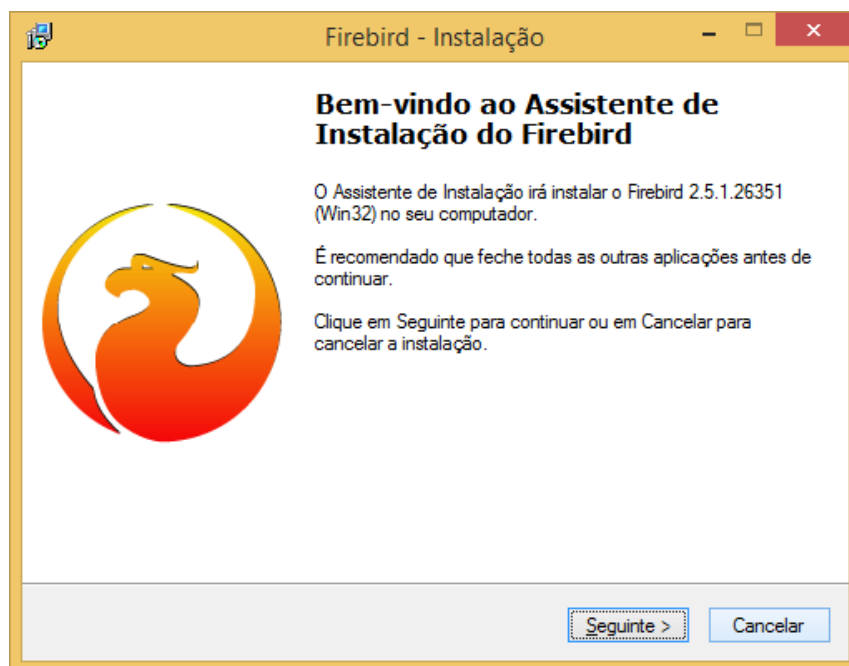 Firebird - Instalação
Bem-vindo ao Assistente de
Instalação do Firebird
O Assistente de Instalação irá instalar o Firebird 2.5.1.26351
(Win32) no seu computador.
É recomendado que feche todas as outras aplicações antes de
continuar.
Clique em Seguinte para continuar ou em Cancelar para
cancelar a instalação.
Seguinte >
Cancelar